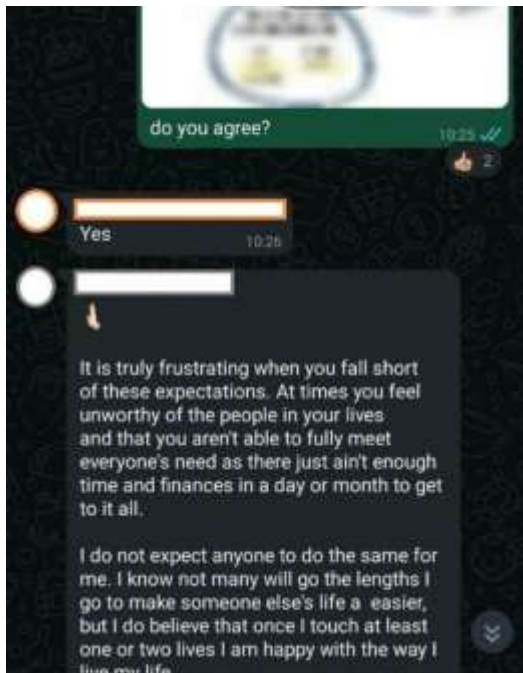 do you agree?
10:25
2
Yes
10:26
It is truly frustrating when you fall short
of these expectations. At times you feel
unworthy of the people in your lives
and that you aren't able to fully meet
everyone's need as there just ain't enough
time and finances in a day or month to get
to it all.
I do not expect anyone to do the same for
me. I know not many will go the lengths I
go to make someone else's life a easier,
but I do believe that once I touch at least
one or two lives I am happy with the way I
live my life